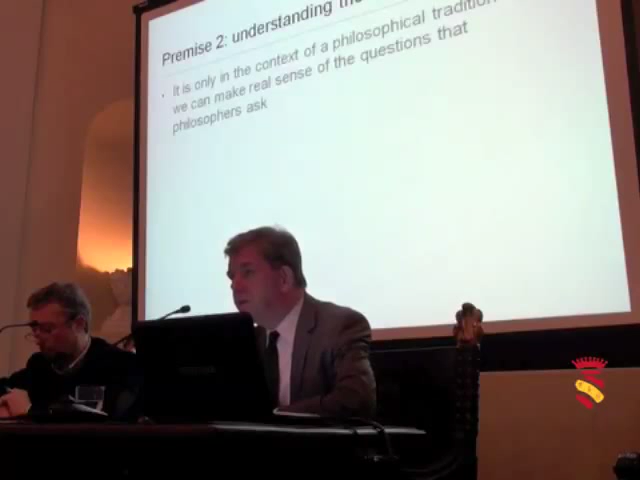 Premise 2: understanding the
• It is only in the context of a philosophical tradition
we can make real sense of the questions that
philosophers ask